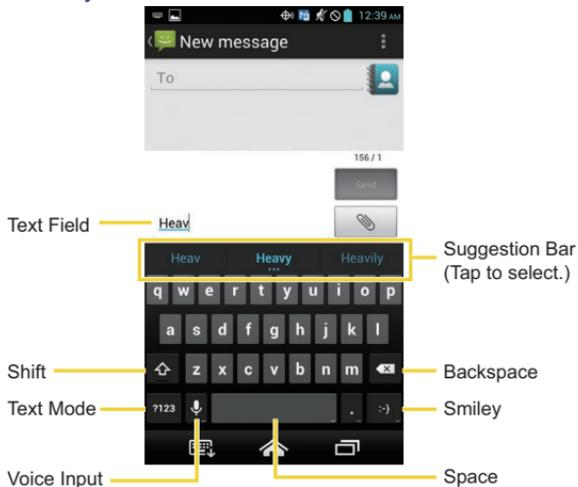 12:39 AM
New message
To
156 / 1
Send
Text Field
Heav
Heav Heavy Heavily
Suggestion Bar
(Tap to select.)
q w e r t y u i o p
a s d f g h j k l
Shift
z x c v b n m
Backspace
Text Mode
?123 . :-)
Smiley
Voice Input
Space